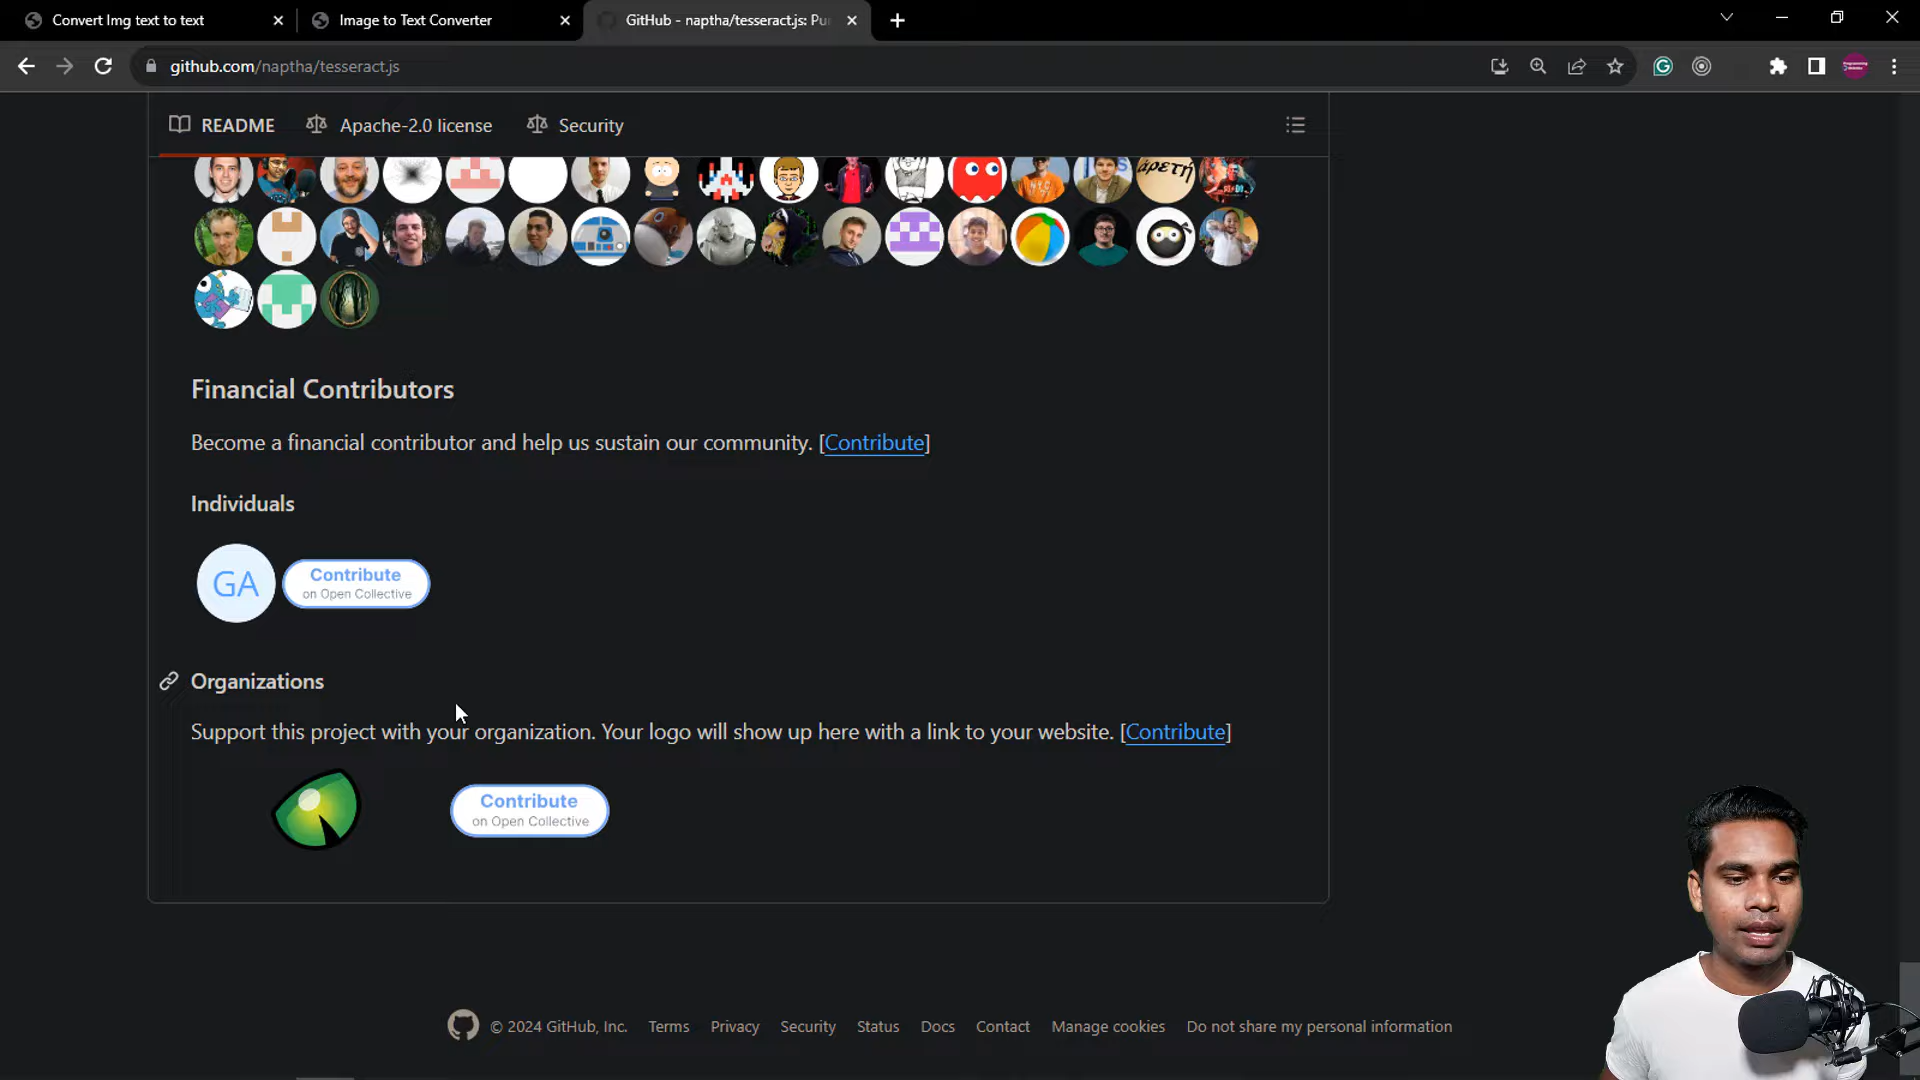 Convert Img text to text
Image to Text Converter
GitHub - naptha/tesseract.js: Pu
github.com/naptha/tesseract.js
README
Apache-2.0 license
Security
ἀρετή
Financial Contributors
Become a financial contributor and help us sustain our community. [Contribute]
Individuals
GA
Contribute
on Open Collective
Organizations
Support this project with your organization. Your logo will show up here with a link to your website. [Contribute]
Contribute
on Open Collective
© 2024 GitHub, Inc. Terms Privacy Security Status Docs Contact Manage cookies Do not share my personal information